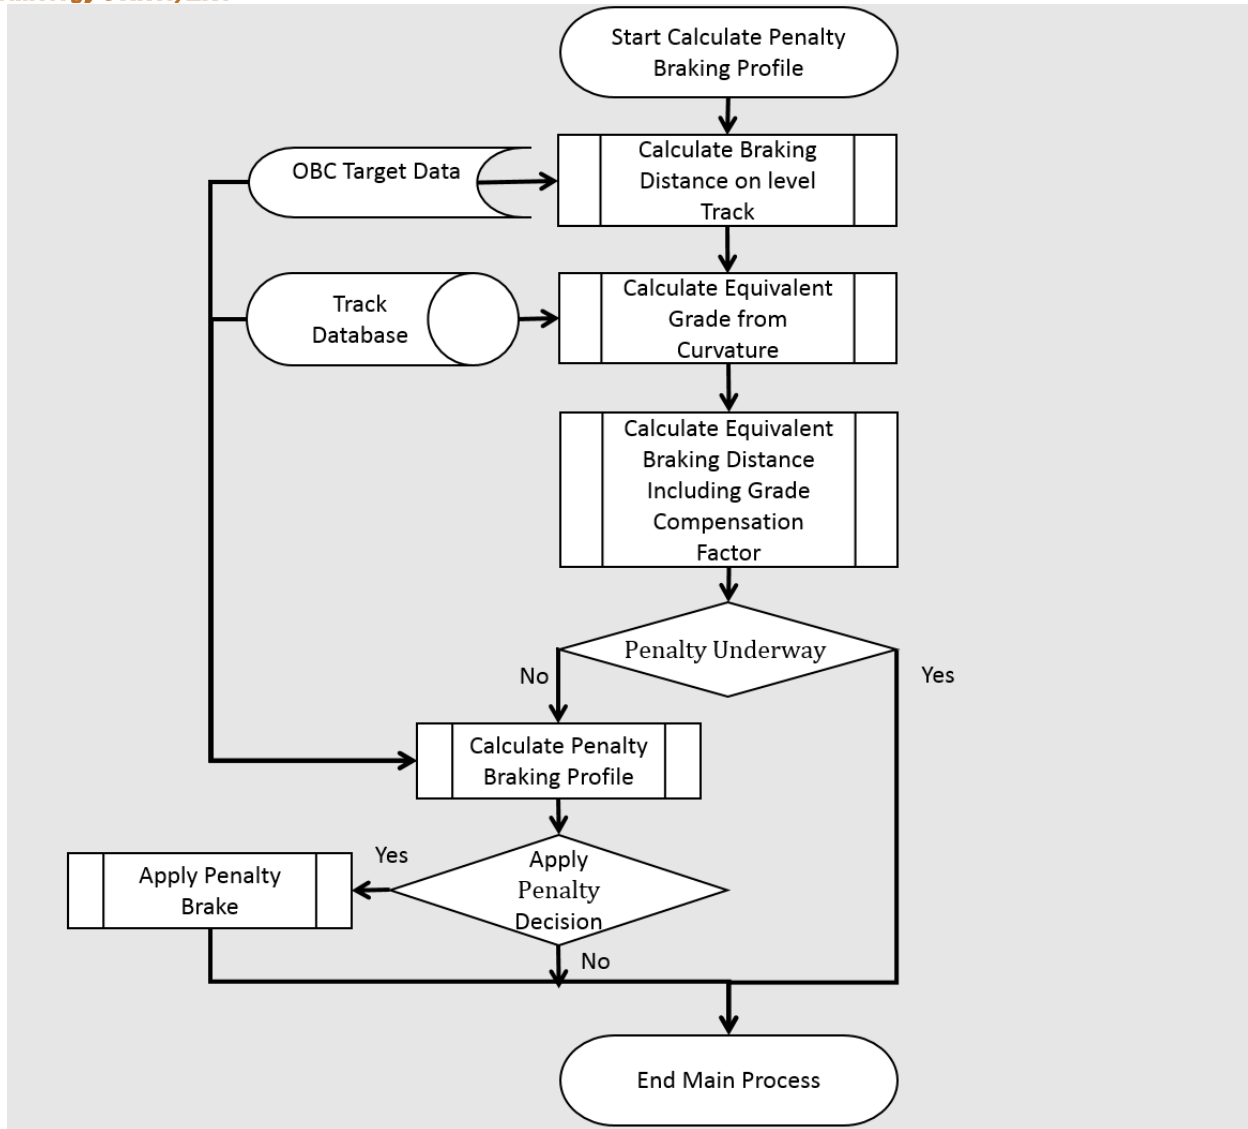 Start Calculate Penalty
Braking Profile
OBC Target Data
Calculate Braking
Distance on level
Track
Track
Database
Calculate Equivalent
Grade from
Curvature
Calculate Equivalent
Braking Distance
Including Grade
Compensation
Factor
Penalty Underway
No
Yes
Calculate Penalty
Braking Profile
Yes
Apply
Penalty
Decision
Apply Penalty
Brake
No
End Main Process